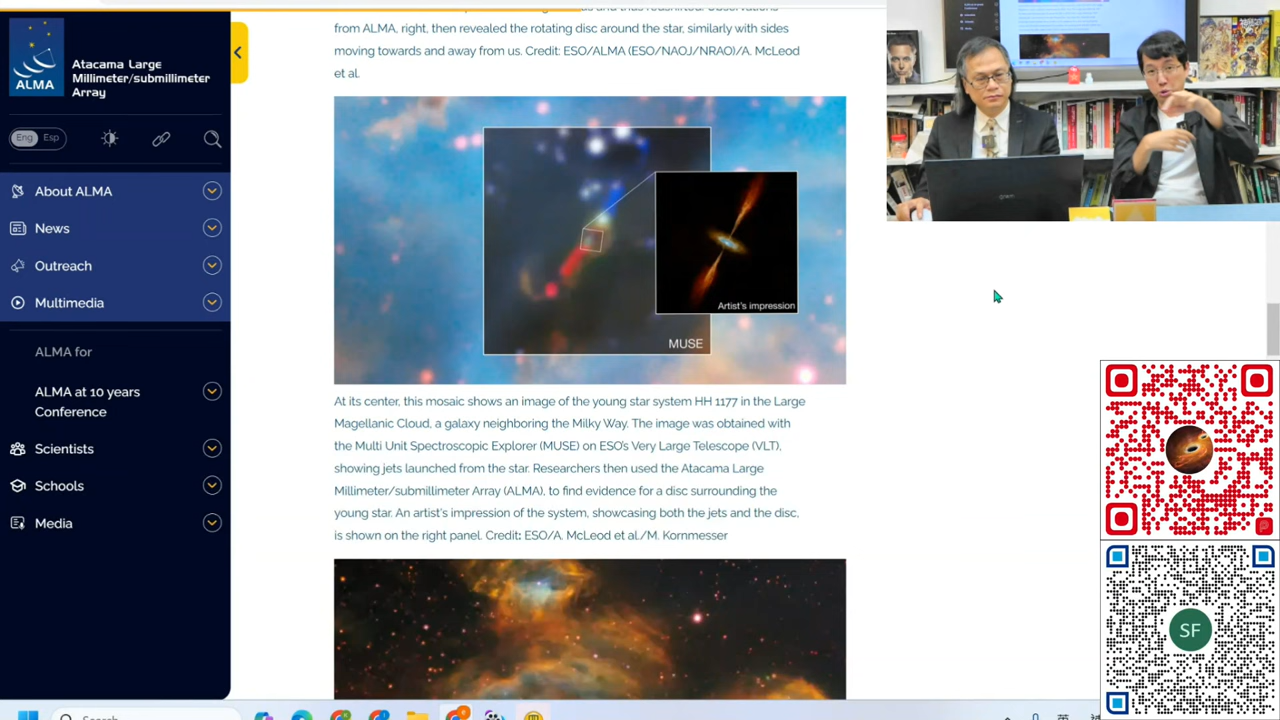 from ALMA, right, then revealed the rotating disc around the star, similarly with sides
moving towards and away from us. Credit: ESO/ALMA (ESO/NAOJ/NRAO)/A. McLeod
et al.
ALMA
Atacama Large
Millimeter/submillimeter
Array
Eng Esp
About ALMA
News
Outreach
Multimedia
ALMA for
ALMA at 10 years
Conference
Scientists
Schools
Media
Artist's impression
MUSE
At its center, this mosaic shows an image of the young star system HH 1177 in the Large
Magellanic Cloud, a galaxy neighboring the Milky Way. The image was obtained with
the Multi Unit Spectroscopic Explorer (MUSE) on ESO's Very Large Telescope (VLT),
showing jets launched from the star. Researchers then used the Atacama Large
Millimeter/submillimeter Array (ALMA), to find evidence for a disc surrounding the
young star. An artist's impression of the system, showcasing both the jets and the disc,
is shown on the right panel. Credit: ESO/A. McLeod et al./M. Kornmesser
gram
SF
Search
英